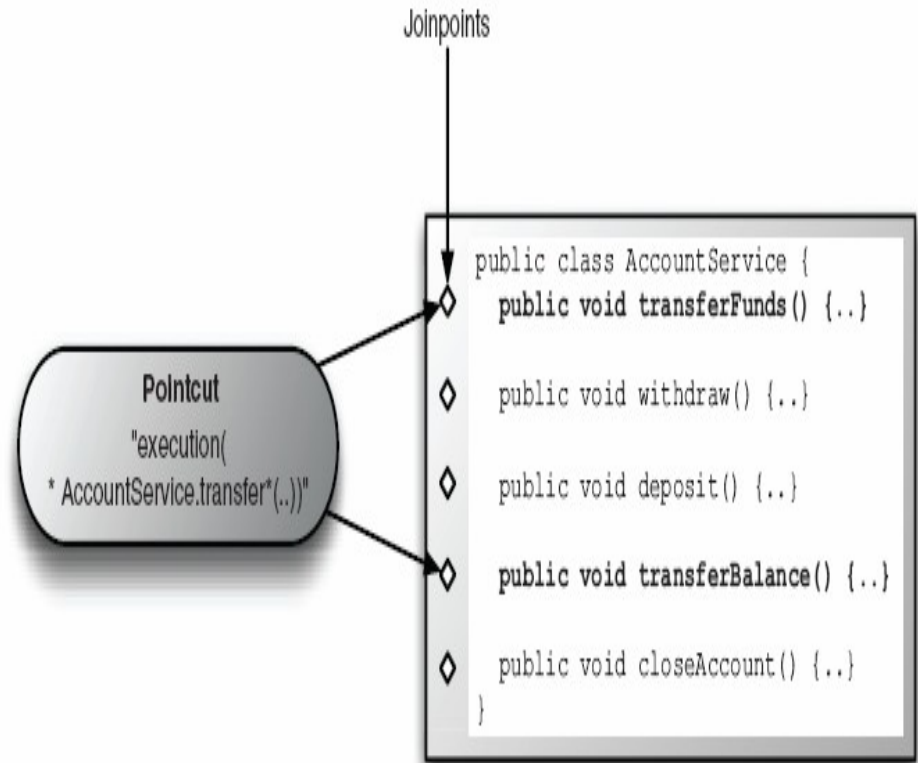 Joinpoints
Pointcut
"execution(
* AccountService.transfer*(..))"
public class AccountService {
public void transferFunds() {..}
public void withdraw() {..}
public void deposit() {..}
public void transferBalance() {..}
public void closeAccount() {..}
}